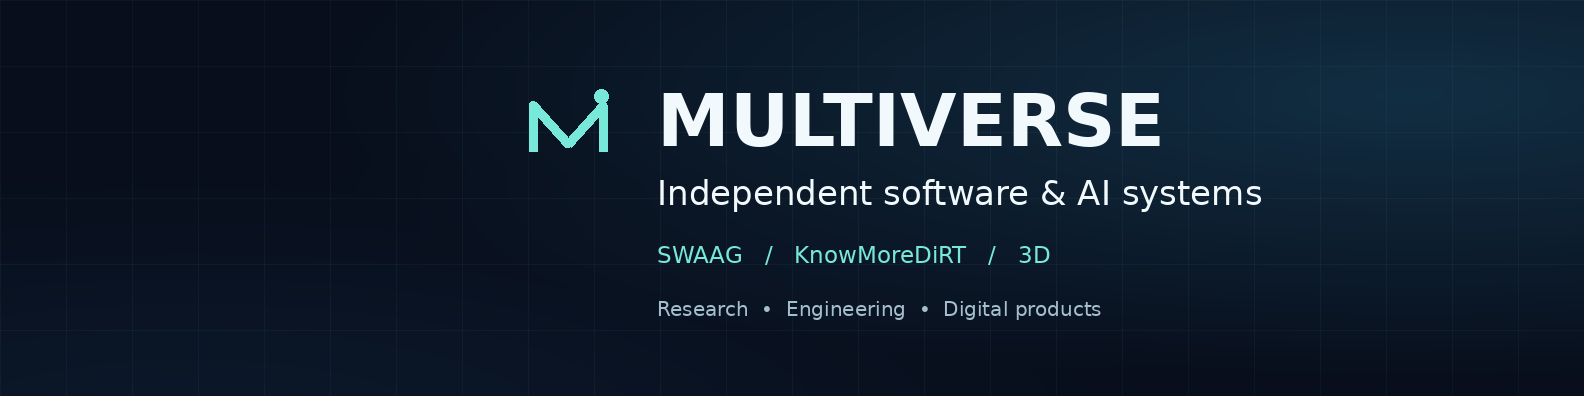 MULTIVERSE
Independent software & AI systems
SWAAG / KnowMoreDiRT / 3D
Research • Engineering • Digital products